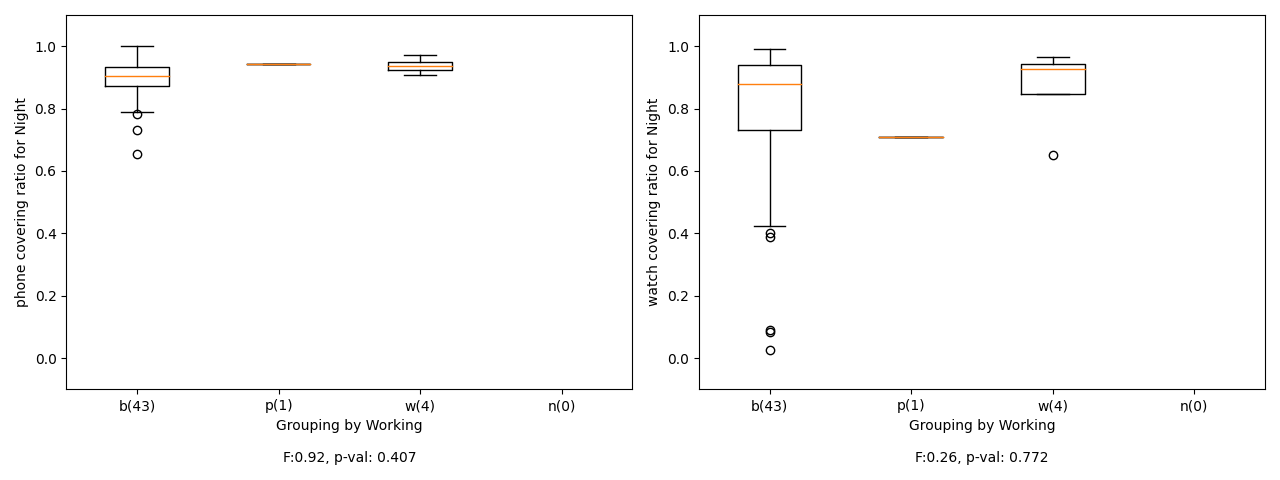 phone covering ratio for Night
1.0
0.8
0.6
0.4
0.2
0.0
b(43) p(1) w(4) n(0)
Grouping by Working
F:0.92, p-val: 0.407
watch covering ratio for Night
1.0
0.8
0.6
0.4
0.2
0.0
b(43) p(1) w(4) n(0)
Grouping by Working
F:0.26, p-val: 0.772